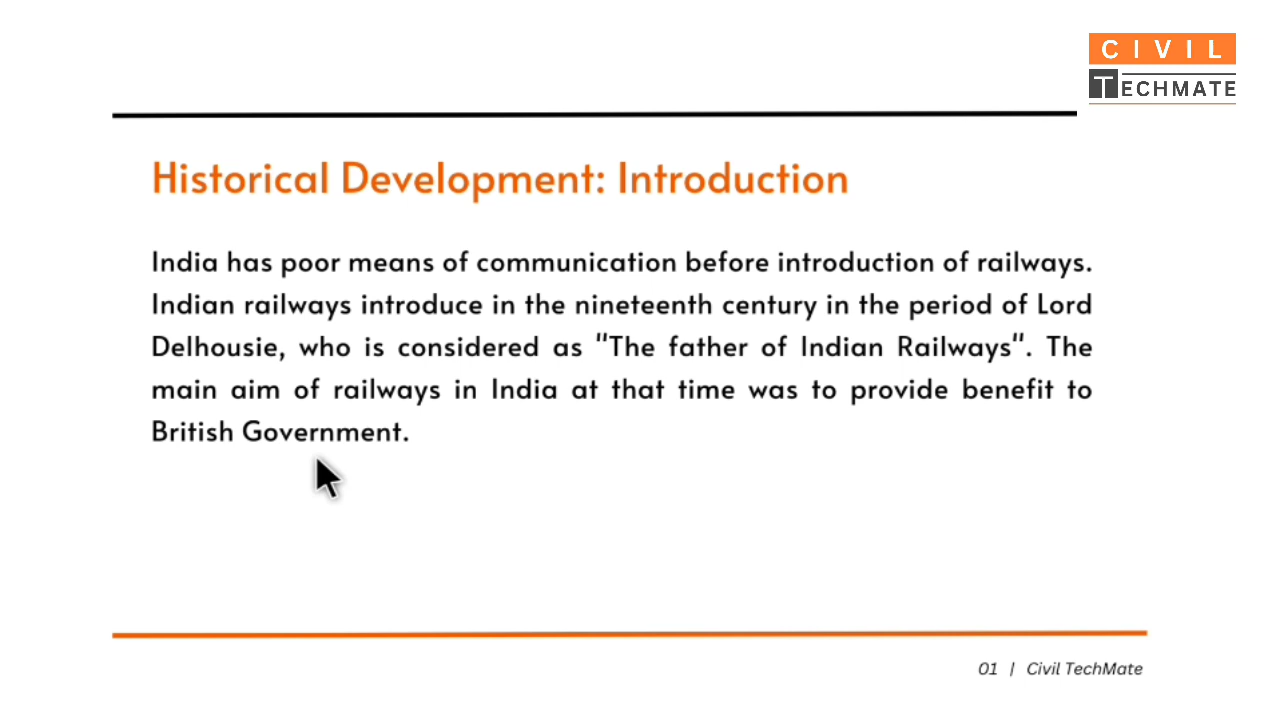 CIVIL
TECHMATE
Historical Development: Introduction
India has poor means of communication before introduction of railways.
Indian railways introduce in the nineteenth century in the period of Lord
Delhousie, who is considered as "The father of Indian Railways". The
main aim of railways in India at that time was to provide benefit to
British Government.
01 | Civil TechMate